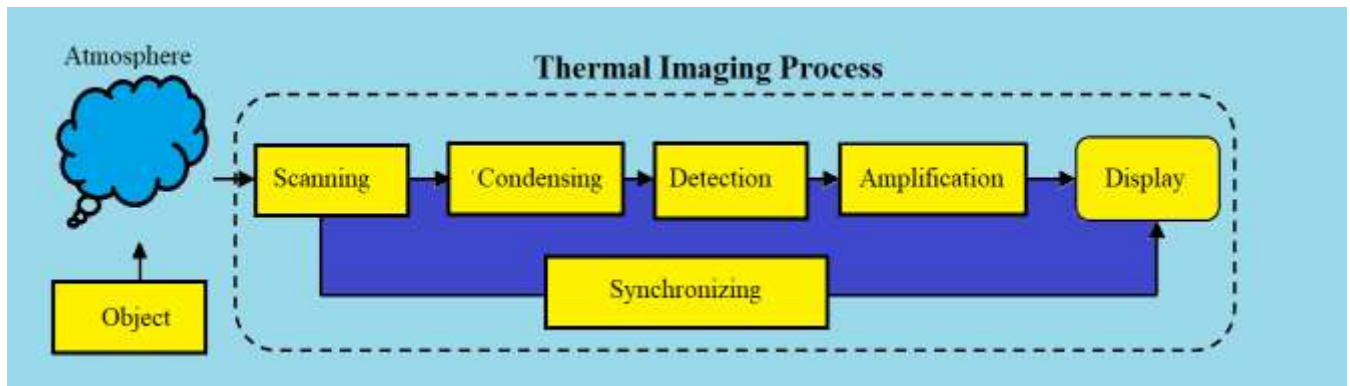 Atmosphere
Thermal Imaging Process
Scanning
Condensing
Detection
Amplification
Display
Synchronizing
Object